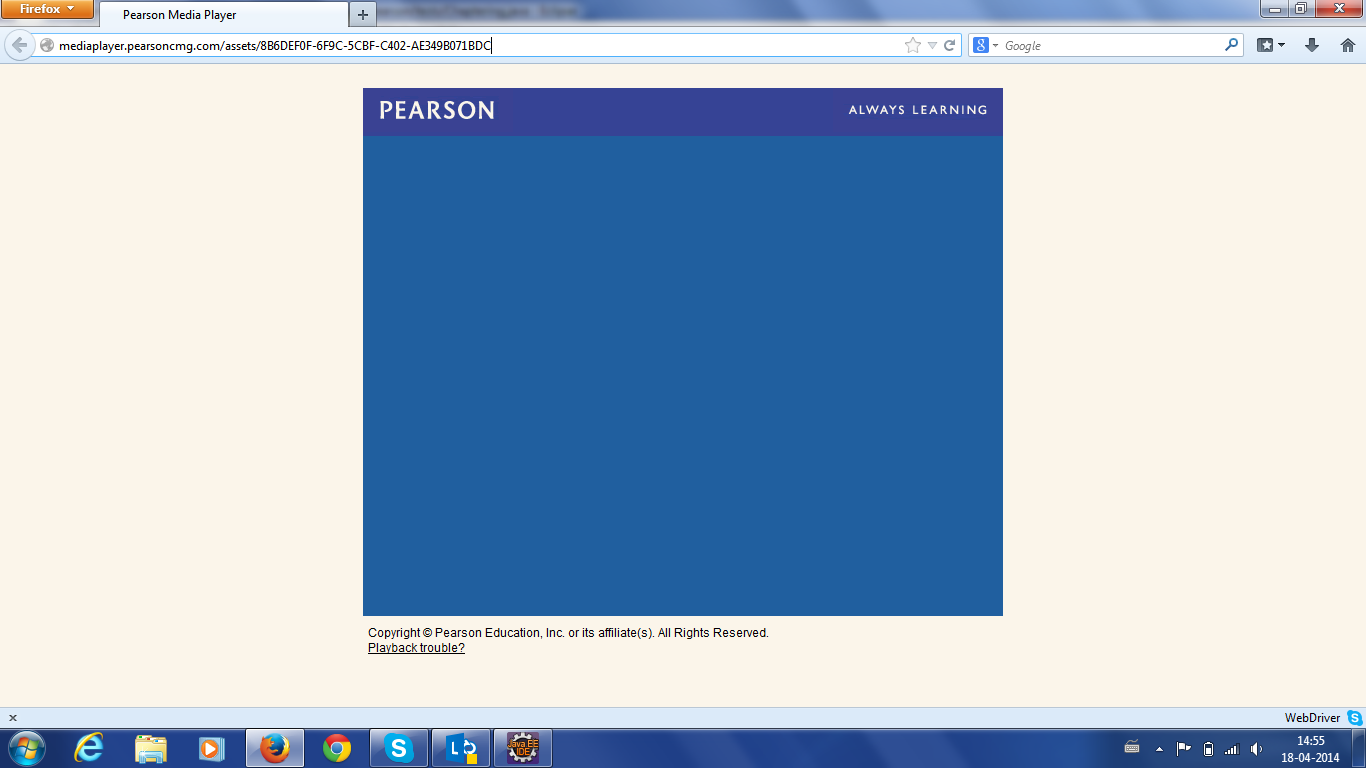 Firefox
Pearson Media Player
mediaplayer.pearsoncmg.com/assets/8B6DEF0F-6F9C-5CBF-C402-AE349B071BDC
Google
PEARSON
ALWAYS LEARNING
Copyright © Pearson Education, Inc. or its affiliate(s). All Rights Reserved.
Playback trouble?
x
WebDriver
Java EE
IDE
14:55
18-04-2014